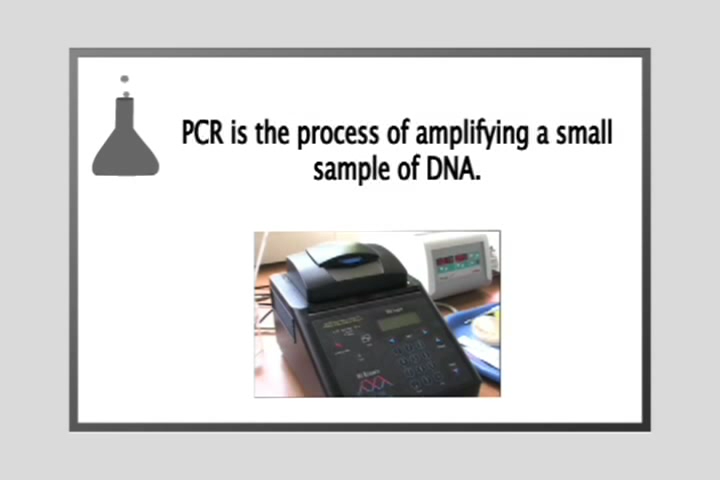 PCR is the process of amplifying a small
sample of DNA.